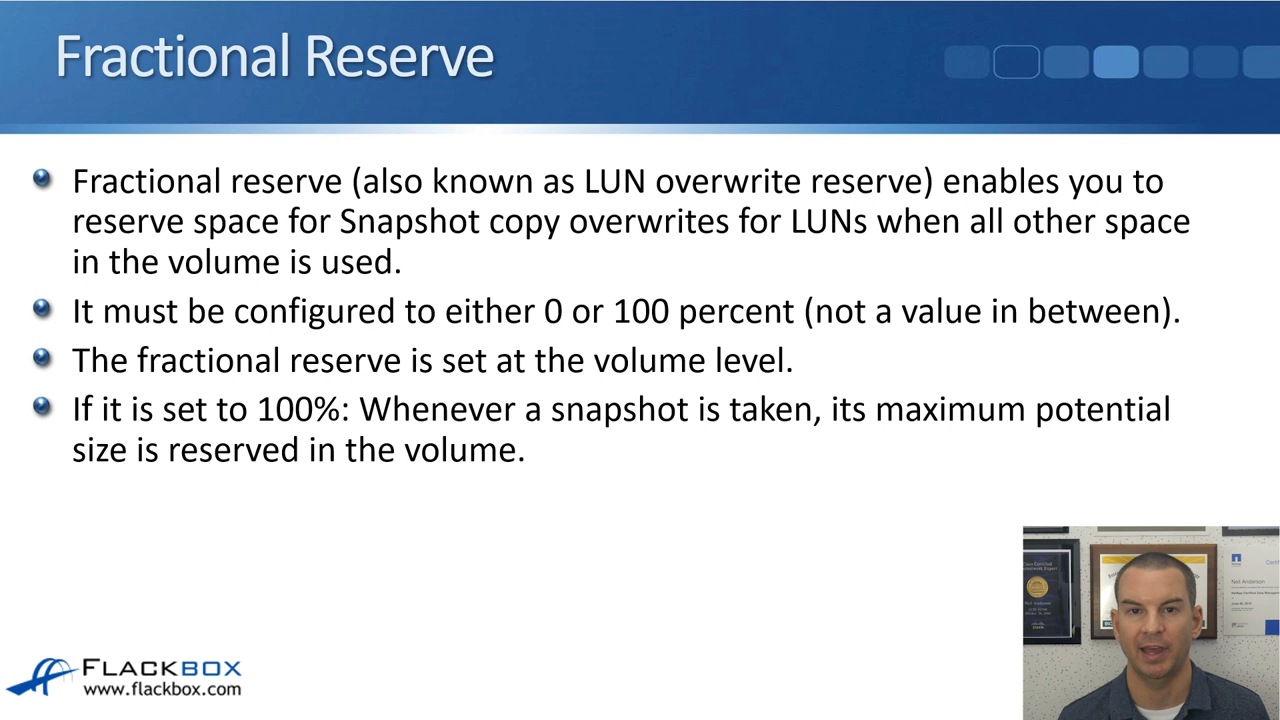 Fractional Reserve
Fractional reserve (also known as LUN overwrite reserve) enables you to
reserve space for Snapshot copy overwrites for LUNs when all other space
in the volume is used.
It must be configured to either 0 or 100 percent (not a value in between).
The fractional reserve is set at the volume level.
If it is set to 100%: Whenever a snapshot is taken, its maximum potential
size is reserved in the volume.
FLACKBOX
www.flackbox.com
Neil Anderson